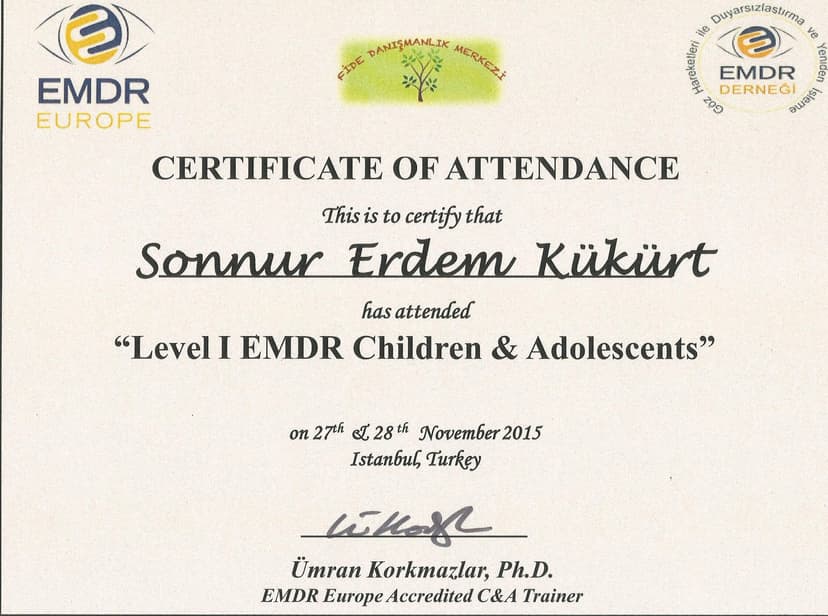 EMDR
EUROPE
FİDE DANIŞMANLIK MERKEZİ
Göz Hareketleri ile Duyarsızlaştırma ve Yeniden İşleme
EMDR
DERNEĞİ
CERTIFICATE OF ATTENDANCE
This is to certify that
Sonnur Erdem Kükürt
has attended
“Level I EMDR Children & Adolescents”
on 27th & 28th November 2015
Istanbul, Turkey
Ümran Korkmazlar, Ph.D.
EMDR Europe Accredited C&A Trainer